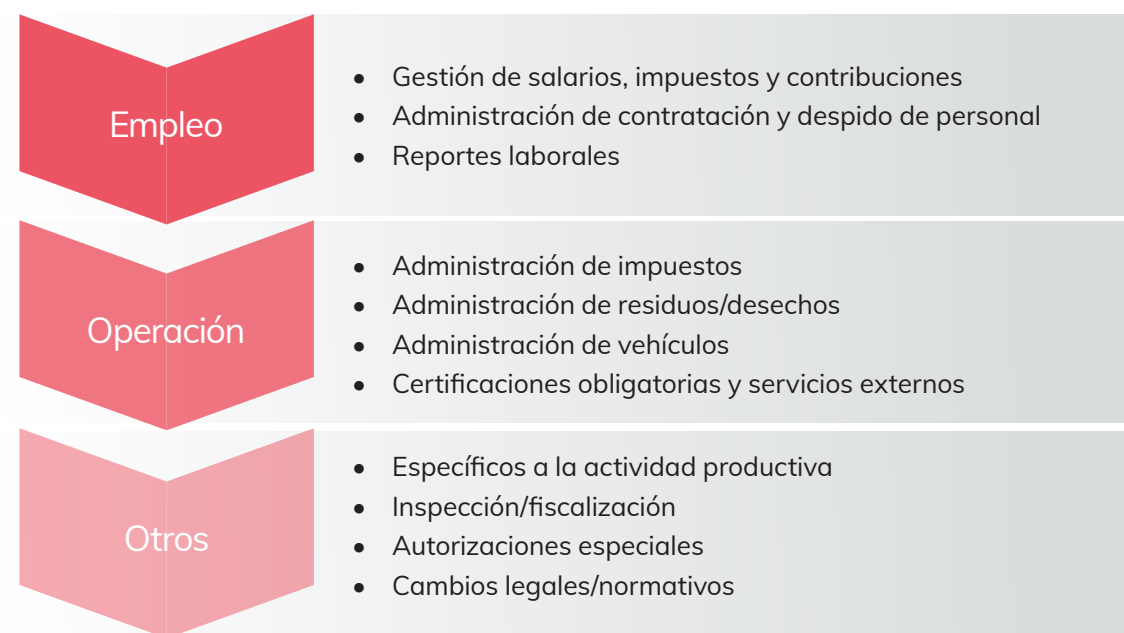 Empleo
• Gestión de salarios, impuestos y contribuciones
• Administración de contratación y despido de personal
• Reportes laborales
Operación
• Administración de impuestos
• Administración de residuos/desechos
• Administración de vehículos
• Certificaciones obligatorias y servicios externos
Otros
• Específicos a la actividad productiva
• Inspección/fiscalización
• Autorizaciones especiales
• Cambios legales/normativos